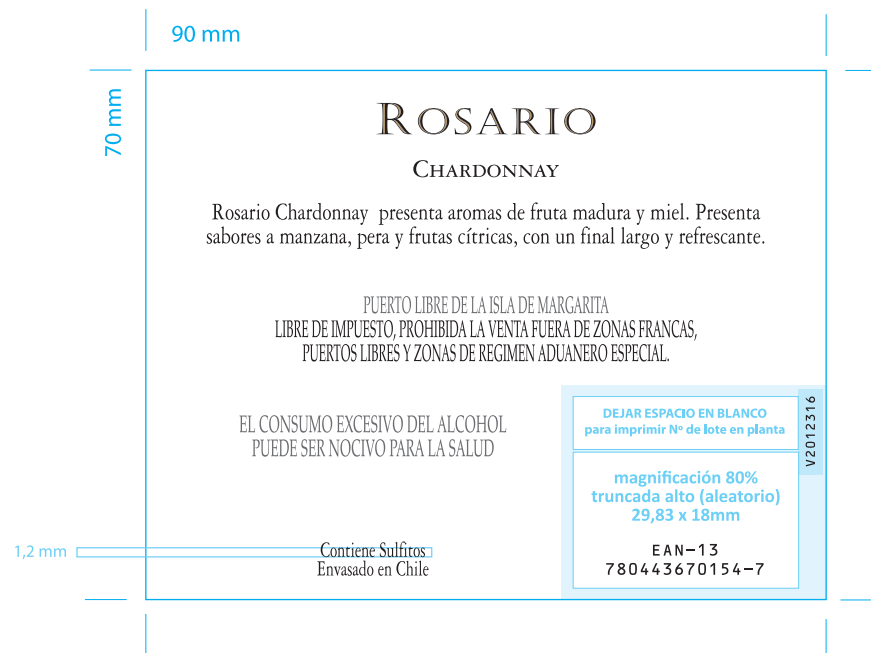 90 mm
70 mm
ROSARIO
CHARDONNAY
Rosario Chardonnay presenta aromas de fruta madura y miel. Presenta
sabores a manzana, pera y frutas cítricas, con un final largo y refrescante.
PUERTO LIBRE DE LA ISLA DE MARGARITA
LIBRE DE IMPUESTO, PROHIBIDA LA VENTA FUERA DE ZONAS FRANCAS,
PUERTOS LIBRES Y ZONAS DE REGIMEN ADUANERO ESPECIAL.
EL CONSUMO EXCESIVO DEL ALCOHOL
PUEDE SER NOCIVO PARA LA SALUD
DEJAR ESPACIO EN BLANCO
para imprimir Nº de lote en planta
V2012316
magnificación 80%
truncada alto (aleatorio)
29,83 x 18mm
EAN-13
780443670154-7
1,2 mm
Contiene Sulfitos
Envasado en Chile